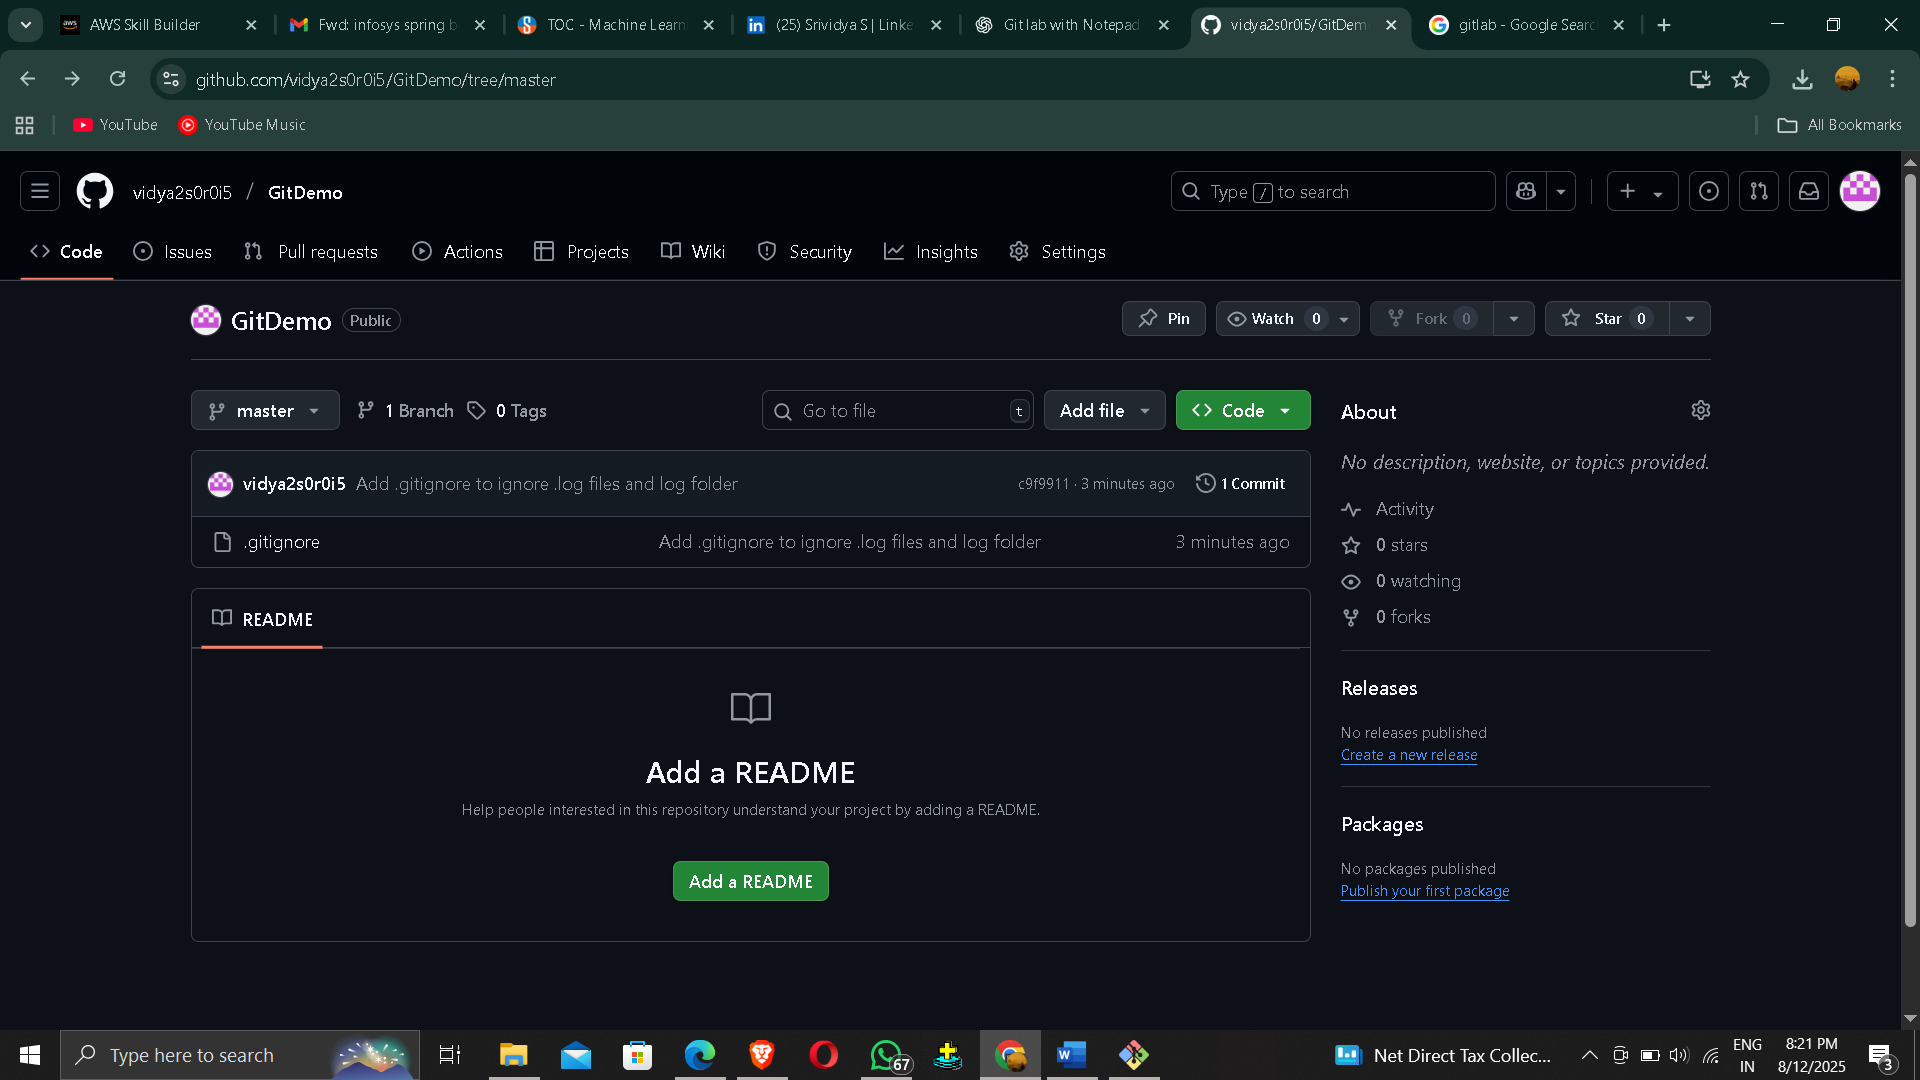 AWS Skill Builder
Fwd: infosys spring b
TOC - Machine Learni
(25) Srividya S | Linke
Git lab with Notepad
vidya2s0r0i5/GitDem
gitlab - Google Searc
github.com/vidya2s0r0i5/GitDemo/tree/master
YouTube
YouTube Music
All Bookmarks
vidya2s0r0i5 / GitDemo
Type / to search
Code
Issues
Pull requests
Actions
Projects
Wiki
Security
Insights
Settings
GitDemo Public
Pin
Watch 0
Fork 0
Star 0
master
1 Branch
0 Tags
Go to file
t
Add file
Code
About
No description, website, or topics provided.
vidya2s0r0i5 Add .gitignore to ignore .log files and log folder
c9f9911 · 3 minutes ago
1 Commit
.gitignore
Add .gitignore to ignore .log files and log folder
3 minutes ago
Activity
0 stars
0 watching
0 forks
README
Add a README
Help people interested in this repository understand your project by adding a README.
Add a README
Releases
No releases published
Create a new release
Packages
No packages published
Publish your first package
Type here to search
67
Net Direct Tax Collec...
ENG
IN
8:21 PM
8/12/2025
3